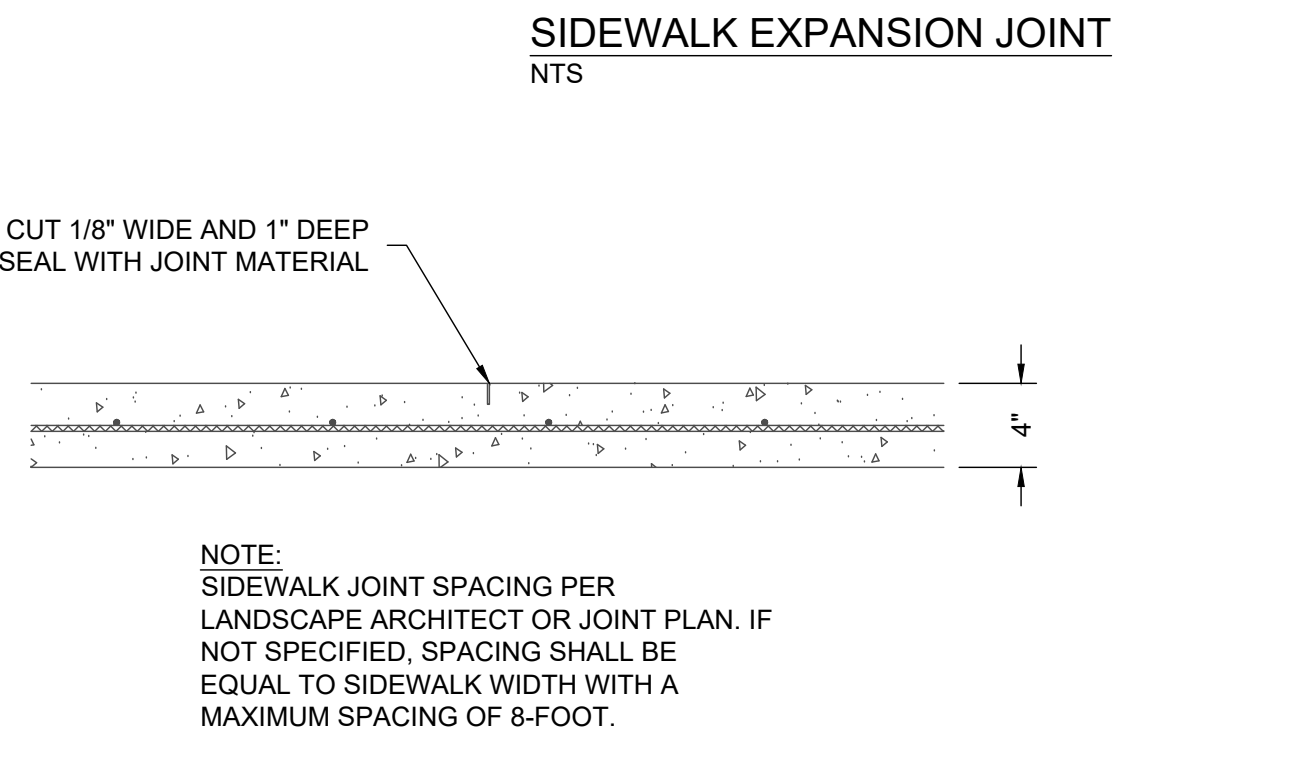 SIDEWALK EXPANSION JOINT
NTS
CUT 1/8" WIDE AND 1" DEEP
SEAL WITH JOINT MATERIAL
4"
NOTE:
SIDEWALK JOINT SPACING PER
LANDSCAPE ARCHITECT OR JOINT PLAN. IF
NOT SPECIFIED, SPACING SHALL BE
EQUAL TO SIDEWALK WIDTH WITH A
MAXIMUM SPACING OF 8-FOOT.